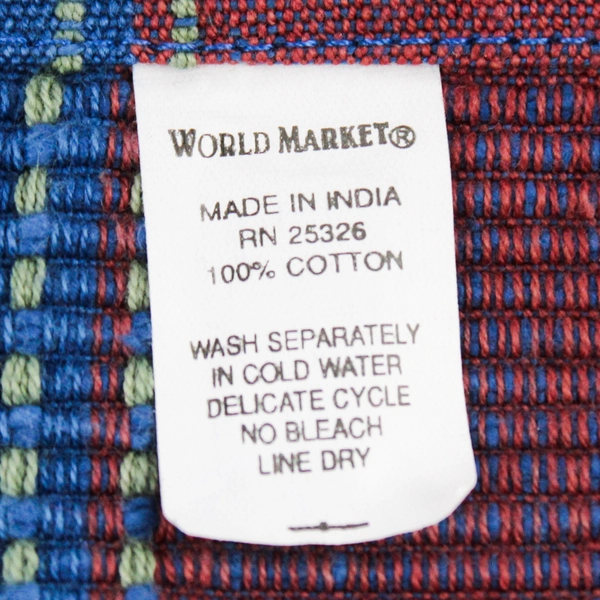 WORLD MARKET®
MADE IN INDIA
RN 25326
100% COTTON
WASH SEPARATELY
IN COLD WATER
DELICATE CYCLE
NO BLEACH
LINE DRY